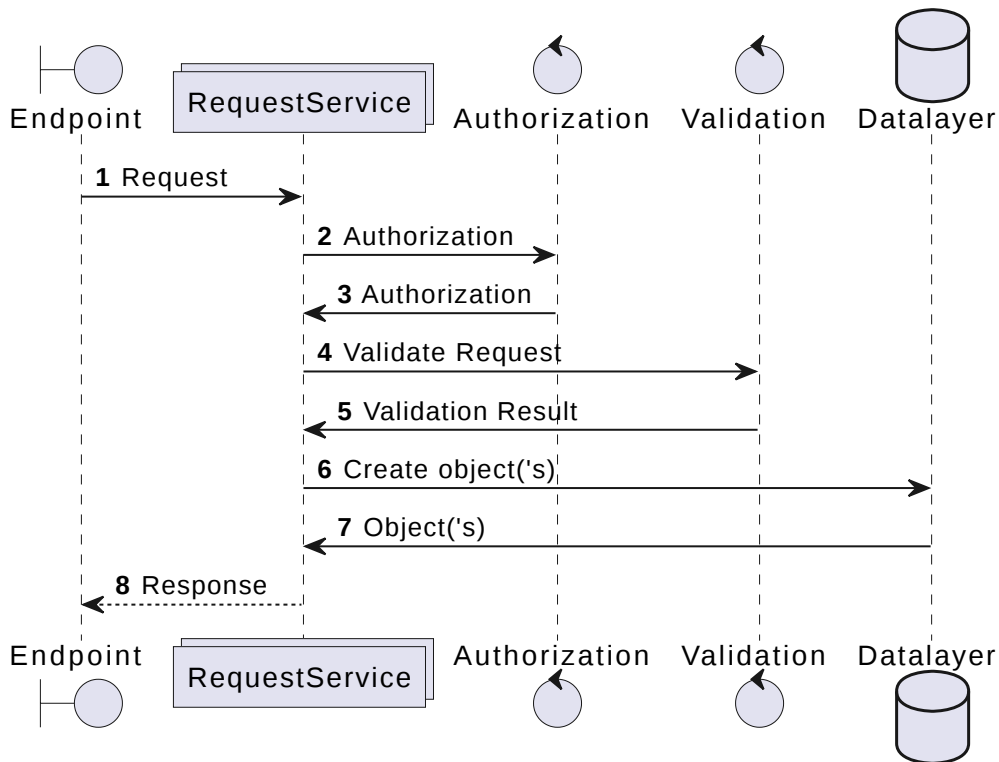 Endpoint
RequestService
Authorization
Validation
Datalayer
1 Request
2 Authorization
3 Authorization
4 Validate Request
5 Validation Result
6 Create object('s)
7 Object('s)
8 Response
Endpoint
RequestService
Authorization
Validation
Datalayer